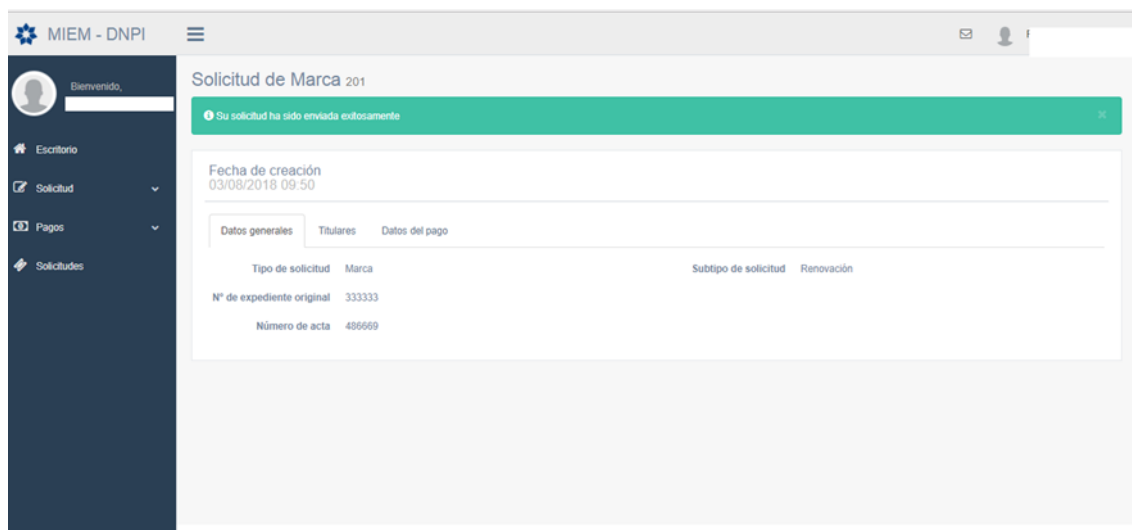 MIEM - DNPI
Bienvenido,
Escritorio
Solicitud
Pagos
Solicitudes
Solicitud de Marca 201
Su solicitud ha sido enviada exitosamente
Fecha de creación
03/08/2018 09:50
Datos generales Titulares Datos del pago
Tipo de solicitud Marca Subtipo de solicitud Renovación
N° de expediente original 333333
Número de acta 486669